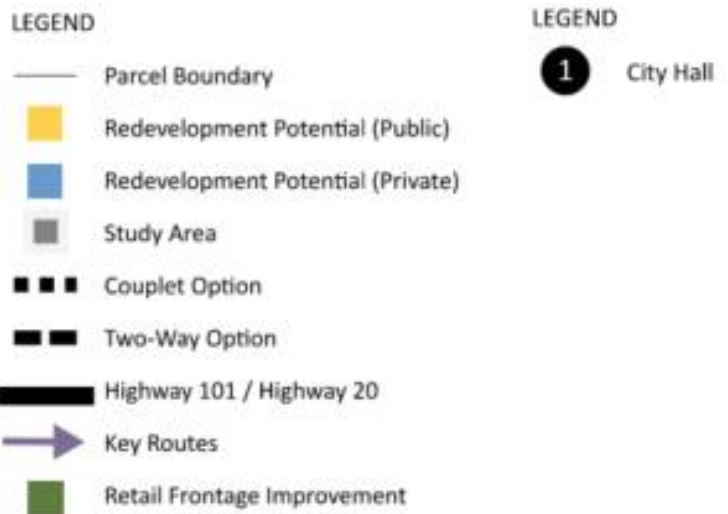 LEGEND
Parcel Boundary
Redevelopment Potential (Public)
Redevelopment Potential (Private)
Study Area
Couplet Option
Two-Way Option
Highway 101 / Highway 20
Key Routes
Retail Frontage Improvement
LEGEND
1 City Hall